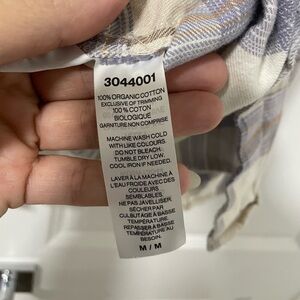 3044001
100% ORGANIC COTTON
EXCLUSIVE OF TRIMMING
100 % COTON
BIOLOGIQUE
GARNITURE NON COMPRISE
MACHINE WASH COLD
WITH LIKE COLOURS.
DO NOT BLEACH.
TUMBLE DRY LOW.
COOL IRON IF NEEDED.
LAVER À LA MACHINE À
L'EAU FROIDE AVEC DES
COULEURS
SEMBLABLES.
NE PAS JAVELLISER.
SÉCHER PAR
CULBUTAGE À BASSE
TEMPÉRATURE.
REPASSER À BASSE
TEMPÉRATURE AU
BESOIN.
M / M